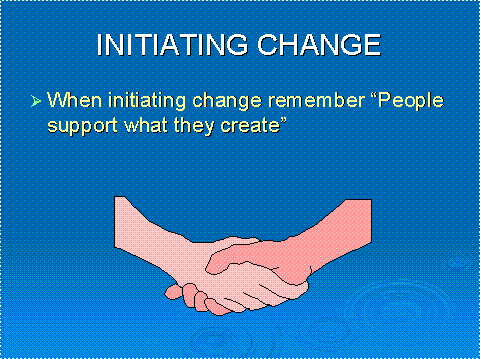 INITIATING CHANGE
When initiating change remember “People
support what they create”